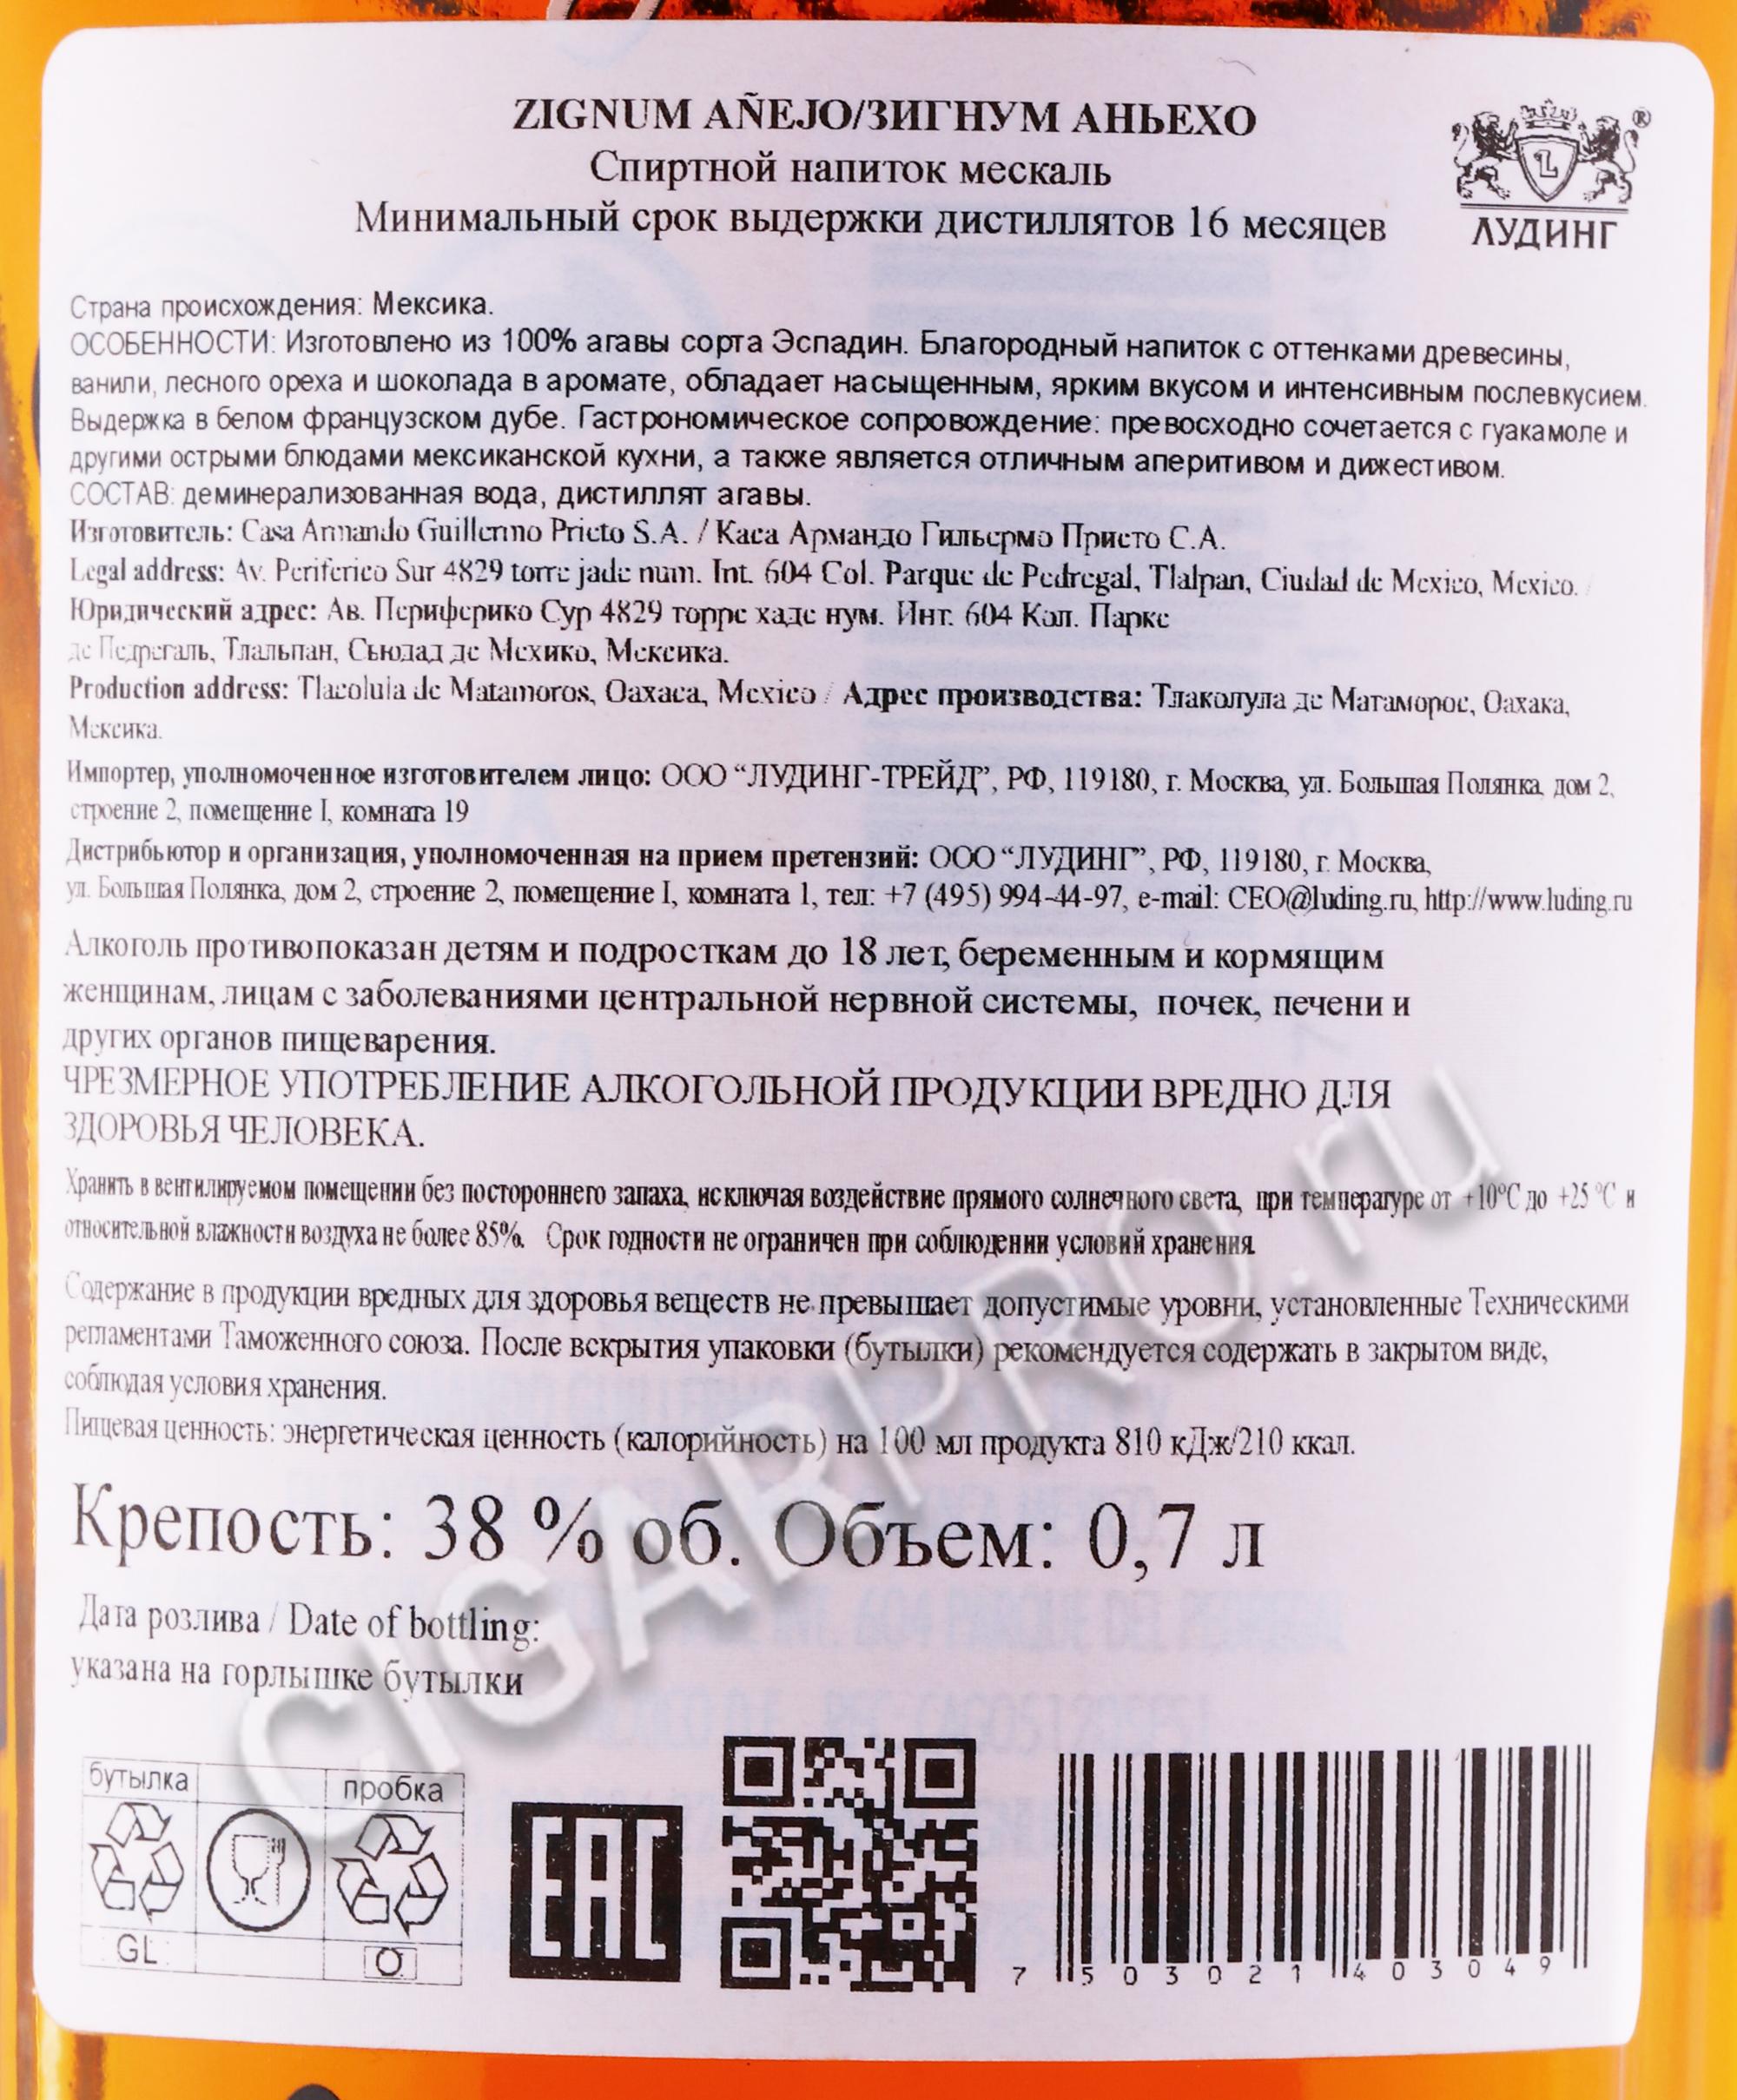 ZIGNUM AÑEJO/ЗИГНУМ АНЬЕХО
Спиртной напиток мескаль
Минимальный срок выдержки дистиллятов 16 месяцев
L
®
ЛУДИНГ
Страна происхождения: Мексика.
ОСОБЕННОСТИ: Изготовлено из 100% агавы сорта Эспадин. Благородный напиток с оттенками древесины,
ванили, лесного ореха и шоколада в аромате, обладает насыщенным, ярким вкусом и интенсивным послевкусием.
Выдержка в белом французском дубе. Гастрономическое сопровождение: превосходно сочетается с гуакамоле и
другими острыми блюдами мексиканской кухни, а также является отличным аперитивом и дижестивом.
СОСТАВ: деминерализованная вода, дистиллят агавы.
Изготовитель: Casa Armando Guillermo Prieto S.A. / Каса Армандо Гильермо Прието С.А.
Legal address: Av. Periferico Sur 4829 torre jade num. Int. 604 Col. Parque de Pedregal, Tlalpan, Ciudad de Mexico, Mexico. /
Юридический адрес: Ав. Периферико Сур 4829 торре хаде нум. Инт. 604 Кол. Парке
де Педрегаль, Тлальпан, Сьюдад де Мехико, Мексика.
Production address: Tlacolula de Matamoros, Oaxaca, Mexico / Адрес производства: Тлаколула де Матаморос, Оахака,
Мексика.
Импортер, уполномоченное изготовителем лицо: ООО “ЛУДИНГ-ТРЕЙД”, РФ, 119180, г. Москва, ул. Большая Полянка, дом 2,
строение 2, помещение I, комната 19
Дистрибьютор и организация, уполномоченная на прием претензий: ООО “ЛУДИНГ”, РФ, 119180, г. Москва,
ул. Большая Полянка, дом 2, строение 2, помещение I, комната 1, тел: +7 (495) 994-44-97, e-mail: CEO@luding.ru, http://www.luding.ru
Алкоголь противопоказан детям и подросткам до 18 лет, беременным и кормящим
женщинам, лицам с заболеваниями центральной нервной системы, почек, печени и
других органов пищеварения.
ЧРЕЗМЕРНОЕ УПОТРЕБЛЕНИЕ АЛКОГОЛЬНОЙ ПРОДУКЦИИ ВРЕДНО ДЛЯ
ЗДОРОВЬЯ ЧЕЛОВЕКА.
Хранить в вентилируемом помещении без постороннего запаха, исключая воздействие прямого солнечного света, при температуре от +10°С до +25 °С и
относительной влажности воздуха не более 85%. Срок годности не ограничен при соблюдении условий хранения.
Содержание в продукции вредных для здоровья веществ не превышает допустимые уровни, установленные Техническими
регламентами Таможенного союза. После вскрытия упаковки (бутылки) рекомендуется содержать в закрытом виде,
соблюдая условия хранения.
Пищевая ценность: энергетическая ценность (калорийность) на 100 мл продукта 810 кДж/210 ккал.
Крепость: 38 % об. Объем: 0,7 л
Дата розлива / Date of bottling:
указана на горлышке бутылки
CIGARPRO.ru
бутылка
пробка
GL
O
EAC
7 503021 403049